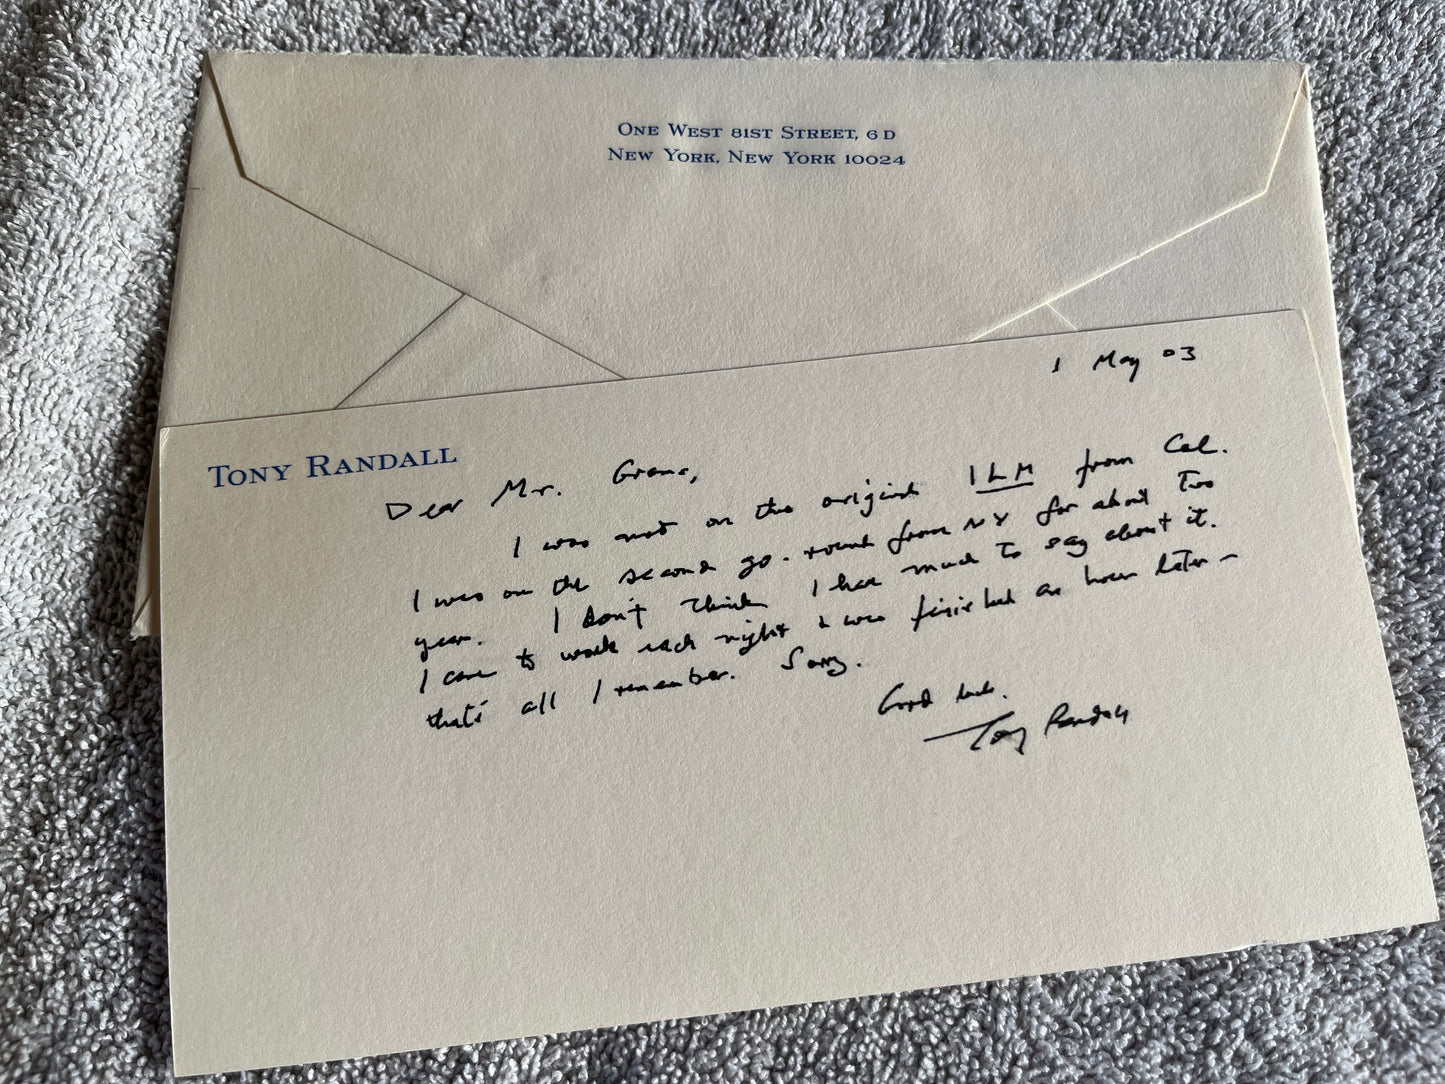 ONE WEST 81ST STREET, 6 D
NEW YORK, NEW YORK 10024
1 May 03
TONY RANDALL
Dear Mr. Grams,
I was not on the original ILM from Cal.
I was on the second go-round from NY for about two
years. I don't think I have much to say about it.
I came to work each night & was finished an hour later –
that's all I remember. Sorry.
Good luck.
Tony Randall